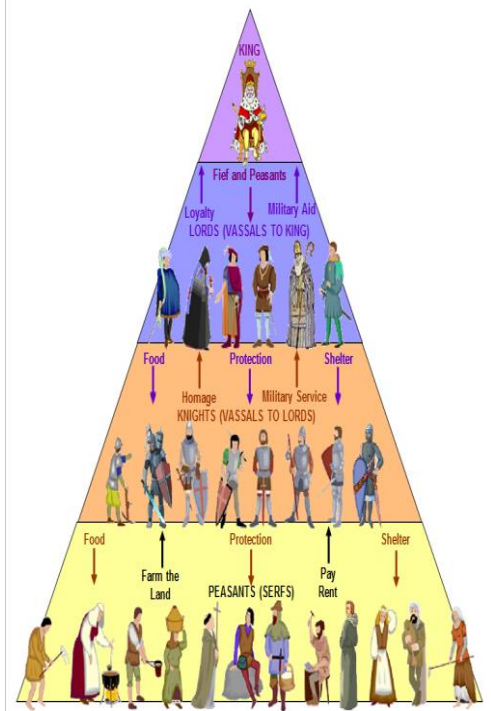 KING
Fief and Peasants
Loyalty
Military Aid
LORDS (VASSALS TO KING)
Food
Protection
Shelter
Homage
Military Service
KNIGHTS (VASSALS TO LORDS)
Food
Protection
Shelter
Farm the
Land
Pay
Rent
PEASANTS (SERFS)